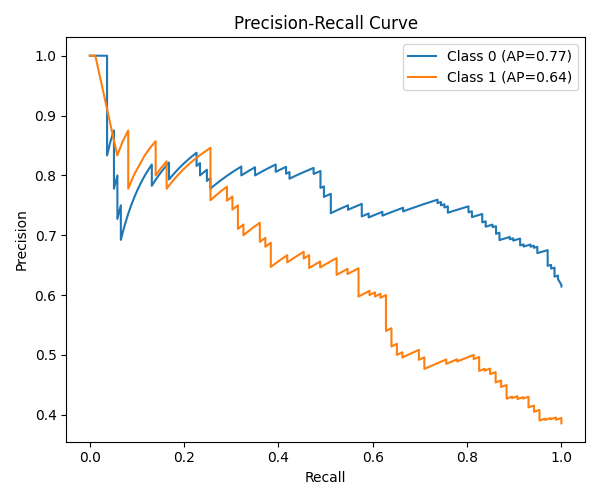 Precision-Recall Curve
Class 0 (AP=0.77)
Class 1 (AP=0.64)
Precision
1.0
0.9
0.8
0.7
0.6
0.5
0.4
0.0 0.2 0.4 0.6 0.8 1.0
Recall